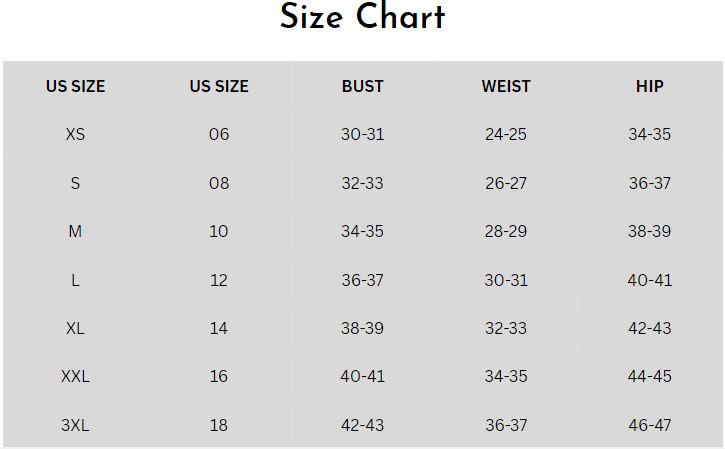 Size Chart
US SIZE US SIZE BUST WEIST HIP
XS 06 30-31 24-25 34-35
S 08 32-33 26-27 36-37
M 10 34-35 28-29 38-39
L 12 36-37 30-31 40-41
XL 14 38-39 32-33 42-43
XXL 16 40-41 34-35 44-45
3XL 18 42-43 36-37 46-47